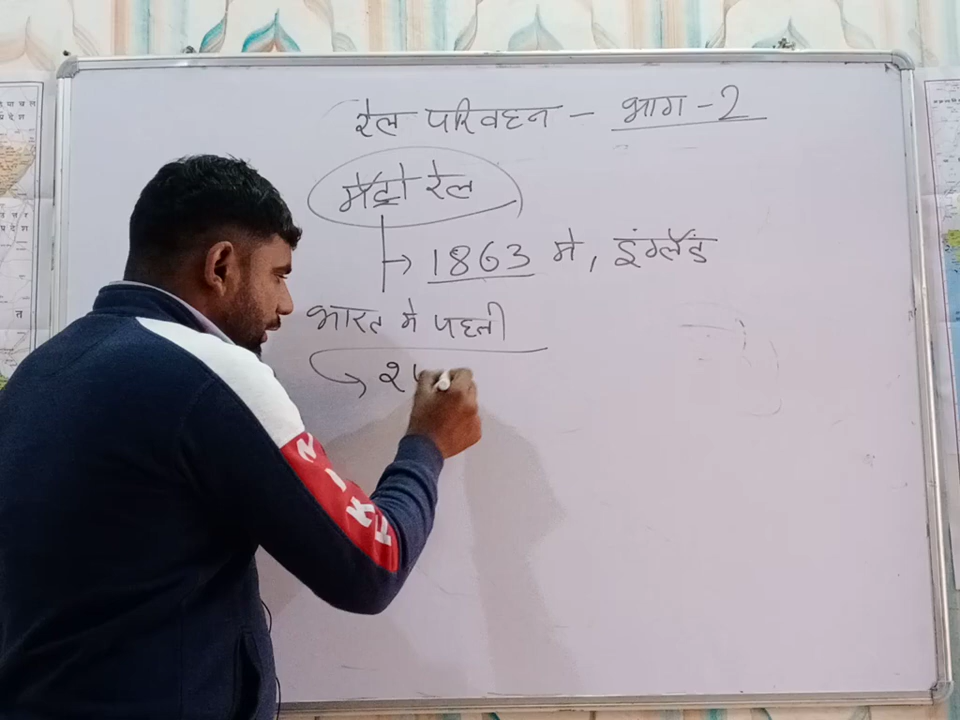 रेल परिवहन - भाग - 2
मेट्रो रेल
→ 1863 मे, इंग्लैंड
भारत मे पहली